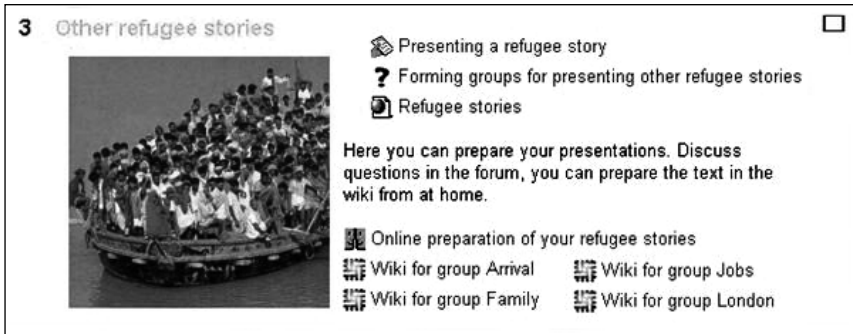 3 Other refugee stories
Presenting a refugee story
? Forming groups for presenting other refugee stories
Refugee stories
Here you can prepare your presentations. Discuss
questions in the forum, you can prepare the text in the
wiki from at home.
Online preparation of your refugee stories
Wiki for group Arrival
Wiki for group Jobs
Wiki for group Family
Wiki for group London